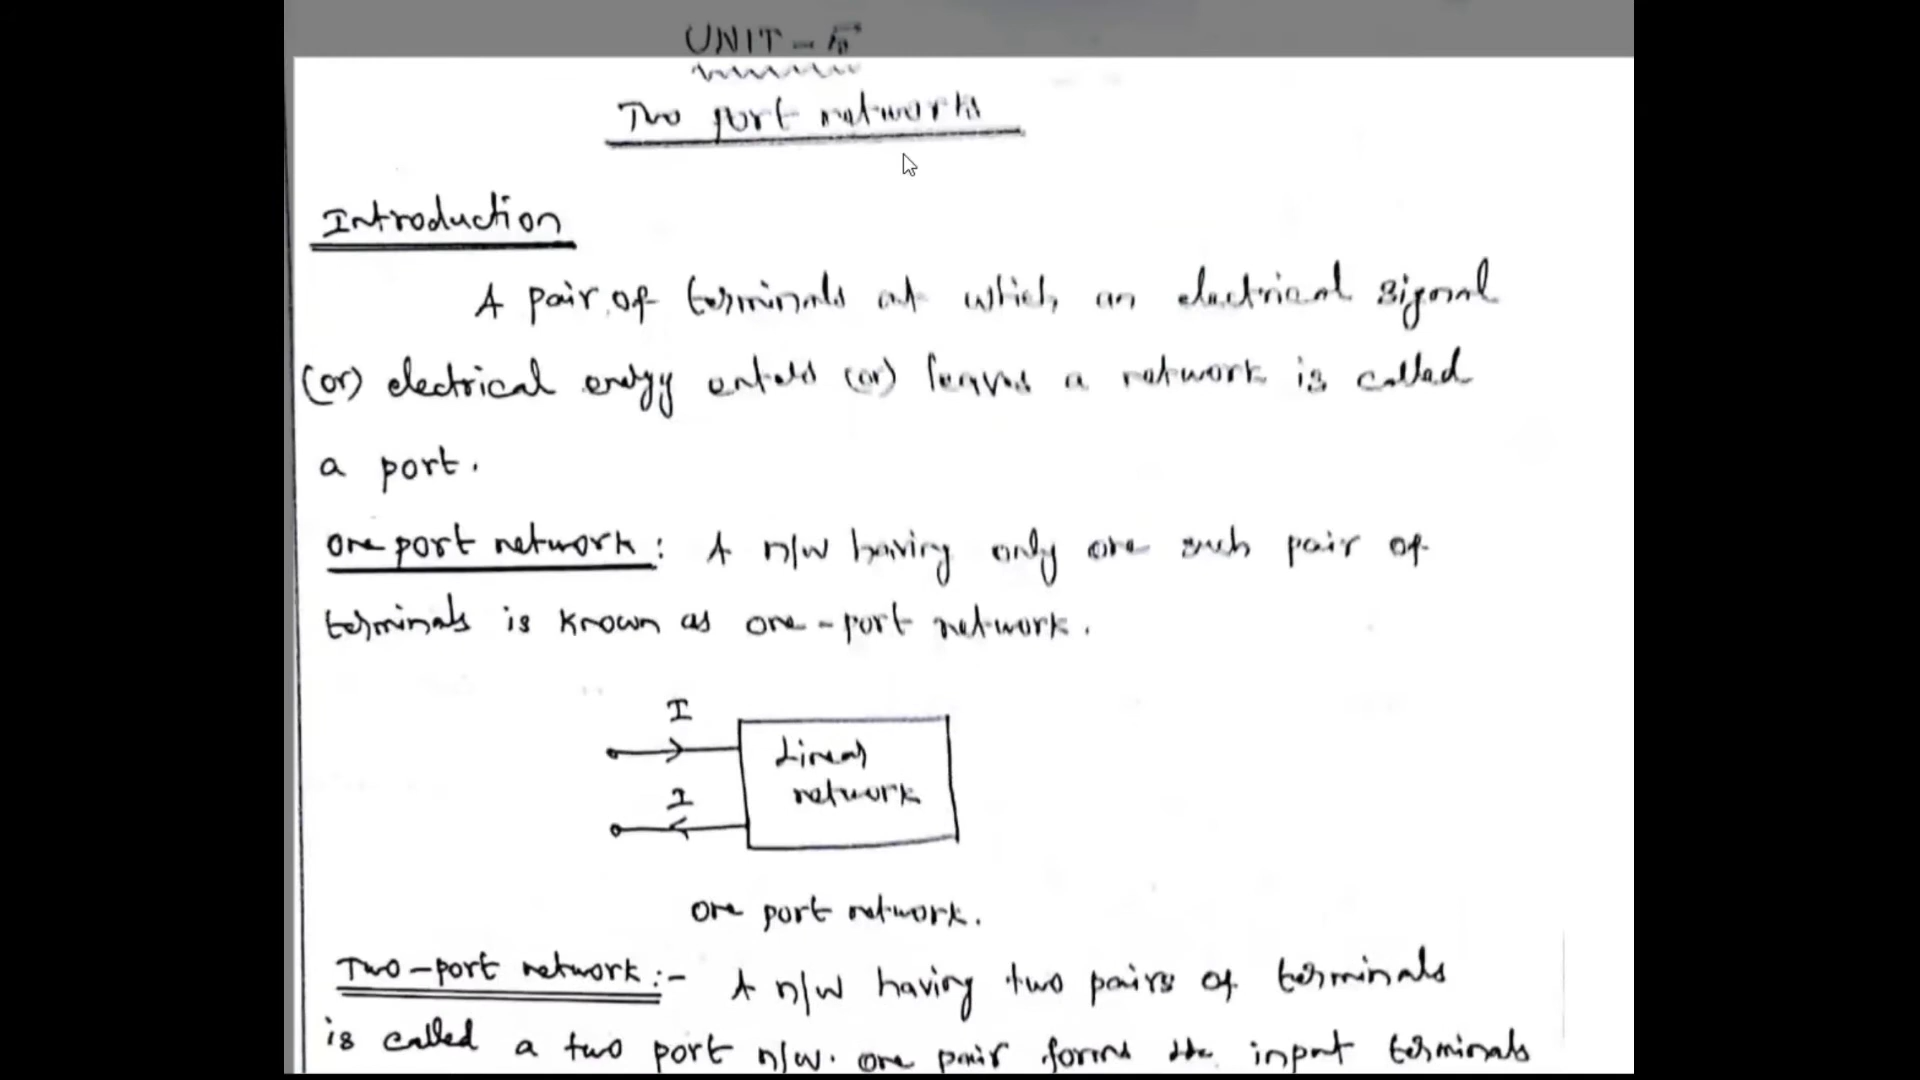 UNIT -
Two port networks
Introduction
A pair of terminals at which an electrical signal
(or) electrical energy enters (or) leaves a network is called
a port.
One port network: A n/w having only one such pair of
terminals is known as one-port network.
I
Linear
network
I
One port network.
Two-port network:- A n/w having two pairs of terminals
is called a two port n/w. One pair forms the input terminals